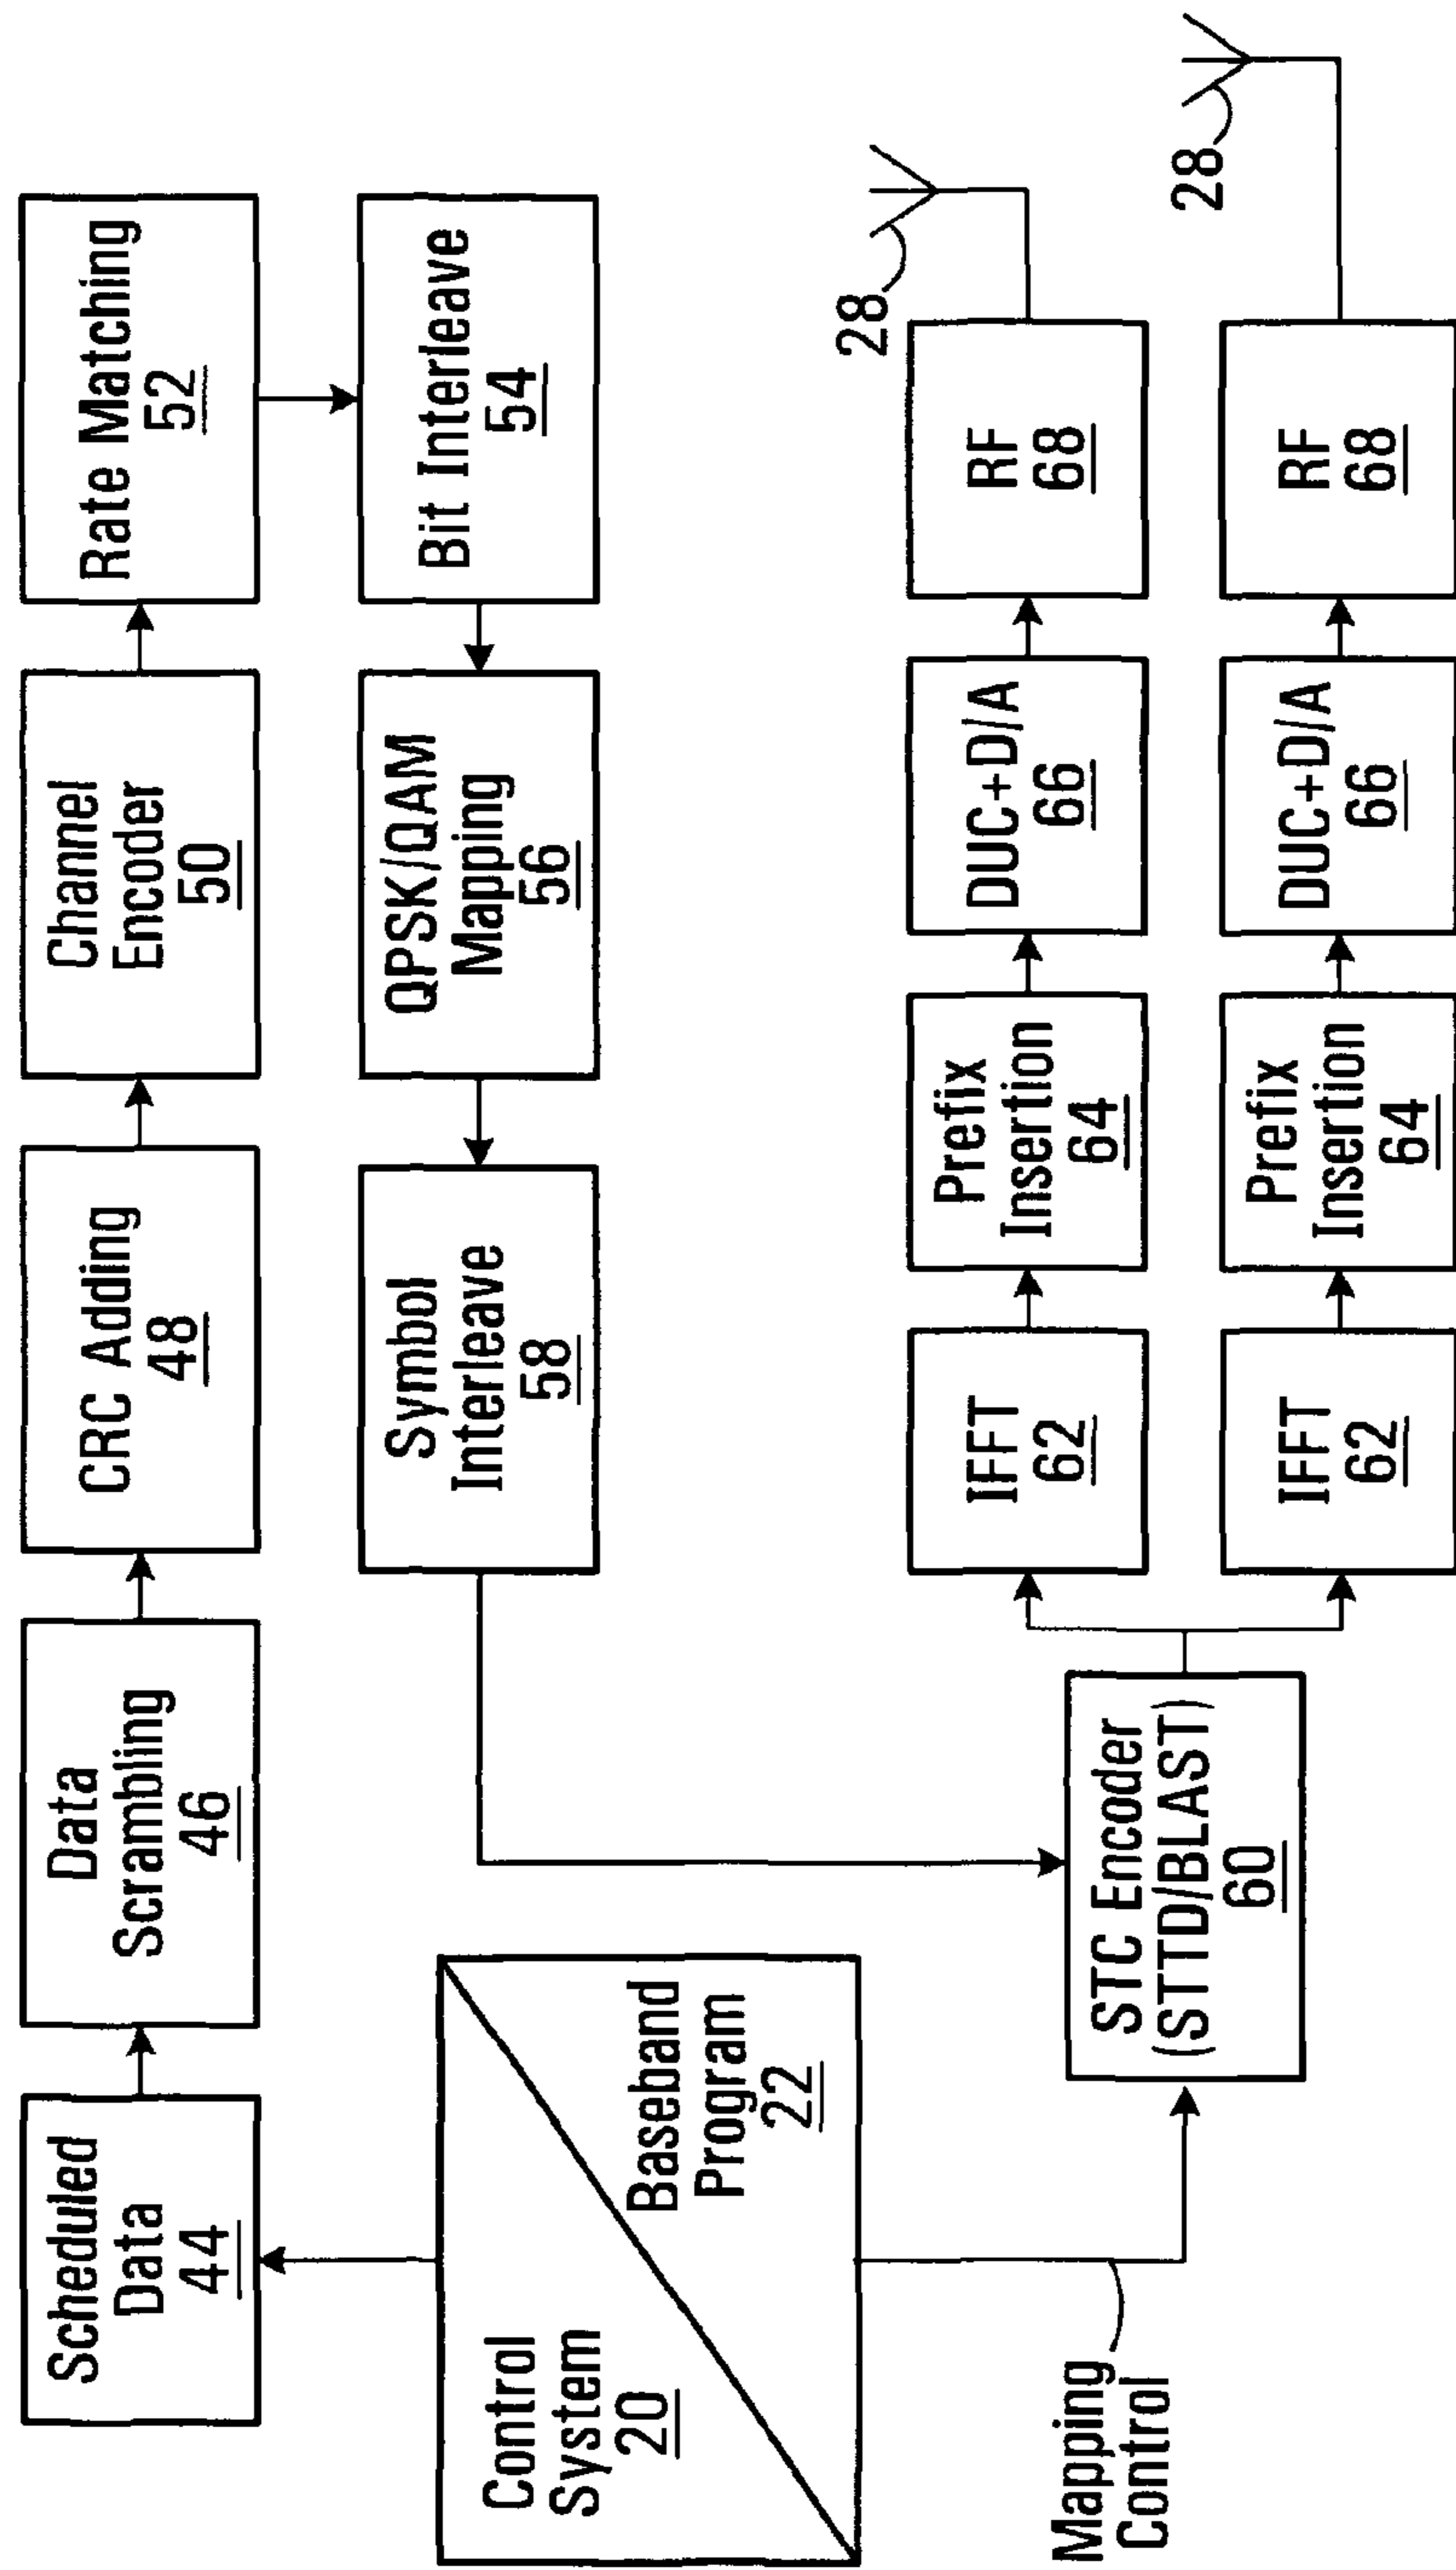 Scheduled
Data
44
Data
Scrambling
46
CRC Adding
48
Channel
Encoder
50
Rate Matching
52
Bit Interleave
54
QPSK/QAM
Mapping
56
Symbol
Interleave
58
Control
System
20
Baseband
Program
22
Mapping
Control
STC Encoder
(STTD/BLAST)
60
IFFT
62
Prefix
Insertion
64
DUC+D/A
66
RF
68
28
IFFT
62
Prefix
Insertion
64
DUC+D/A
66
RF
68
28